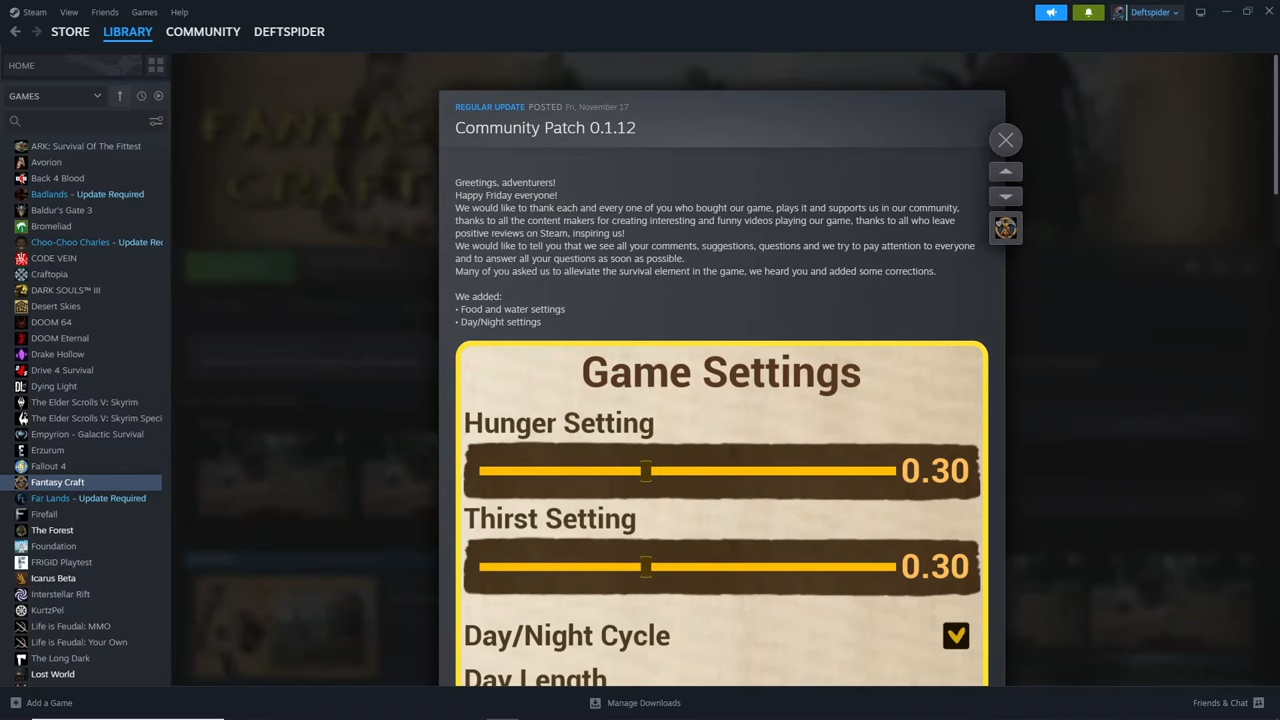 Steam View Friends Games Help
Deftspider
STORE LIBRARY COMMUNITY DEFTSPIDER
HOME
GAMES
ARK: Survival Of The Fittest
Avorion
Back 4 Blood
Badlands - Update Required
Baldur's Gate 3
Bromeliad
Choo-Choo Charles - Update Rec
CODE VEIN
Craftopia
DARK SOULS™ III
Desert Skies
DOOM 64
DOOM Eternal
Drake Hollow
Drive 4 Survival
Dying Light
The Elder Scrolls V: Skyrim
The Elder Scrolls V: Skyrim Speci
Empyrion - Galactic Survival
Erzurum
Fallout 4
Fantasy Craft
Far Lands - Update Required
Firefall
The Forest
Foundation
FRIGID Playtest
Icarus Beta
Interstellar Rift
KurtzPel
Life is Feudal: MMO
Life is Feudal: Your Own
The Long Dark
Lost World
FANTASY
CRAFT
REGULAR UPDATE POSTED Fri, November 17
Community Patch 0.1.12
Greetings, adventurers!
Happy Friday everyone!
We would like to thank each and every one of you who bought our game, plays it and supports us in our community,
thanks to all the content makers for creating interesting and funny videos playing our game, thanks to all who leave
positive reviews on Steam, inspiring us!
We would like to tell you that we see all your comments, suggestions, questions and we try to pay attention to everyone
and to answer all your questions as soon as possible.
Many of you asked us to alleviate the survival element in the game, we heard you and added some corrections.
We added:
• Food and water settings
• Day/Night settings
Game Settings
Hunger Setting
0.30
Thirst Setting
0.30
Day/Night Cycle
Day Length
Add a Game
Manage Downloads
Friends & Chat